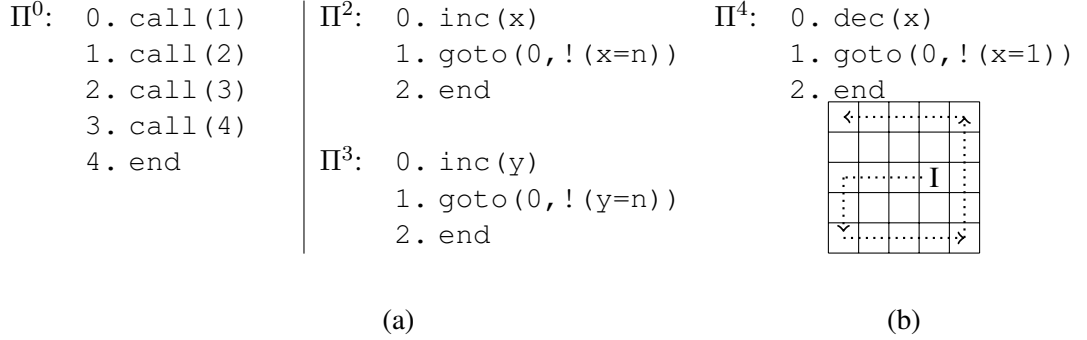 Π⁰: 0. call(1)
1. call(2)
2. call(3)
3. call(4)
4. end
Π²: 0. inc(x)
1. goto(0,!(x=n))
2. end
Π³: 0. inc(y)
1. goto(0,!(y=n))
2. end
Π⁴: 0. dec(x)
1. goto(0,!(x=1))
2. end
I
(a)
(b)